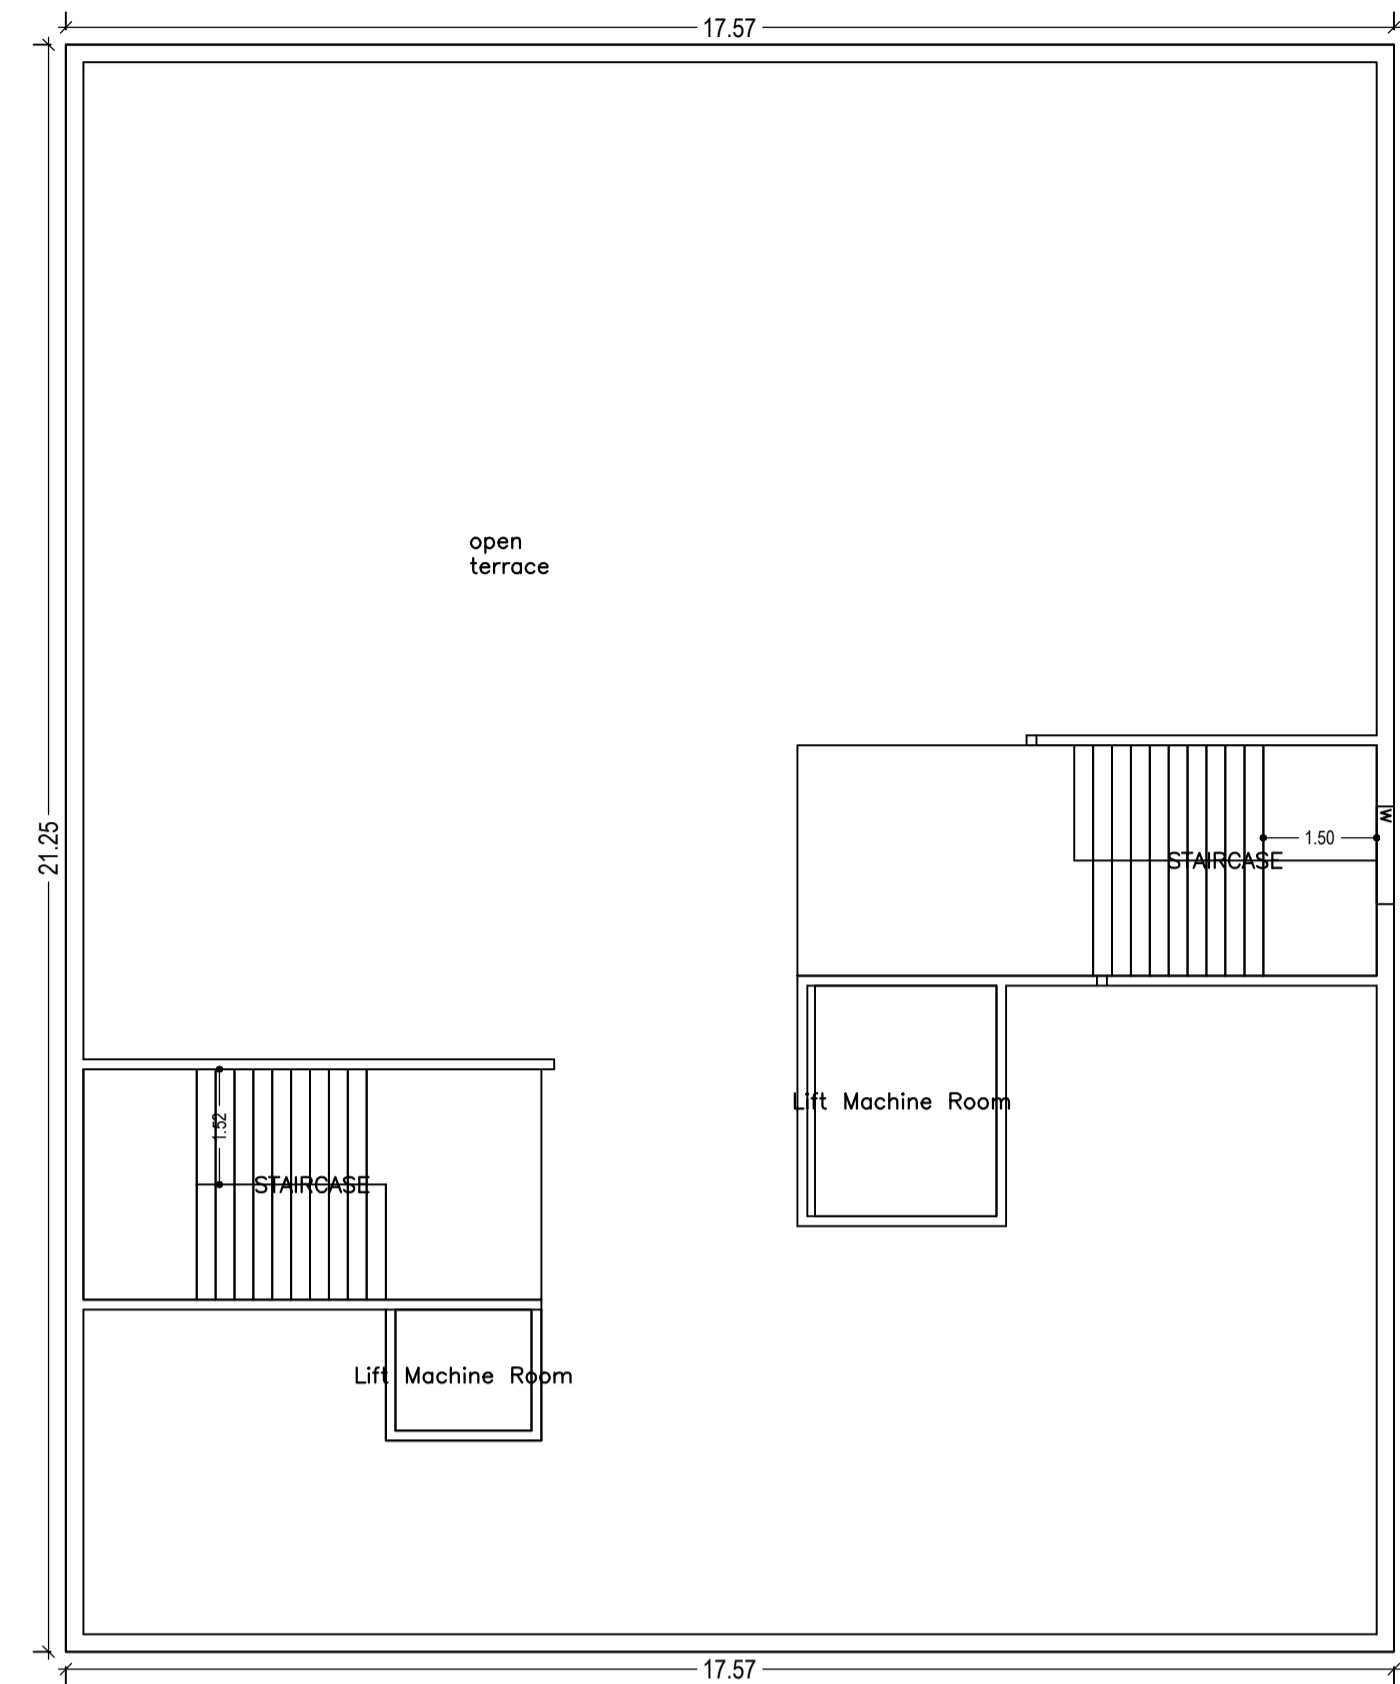 17.57
open
terrace
21.25
W
1.50
STAIRCASE
Lift Machine Room
1.52
STAIRCASE
Lift Machine Room
17.57